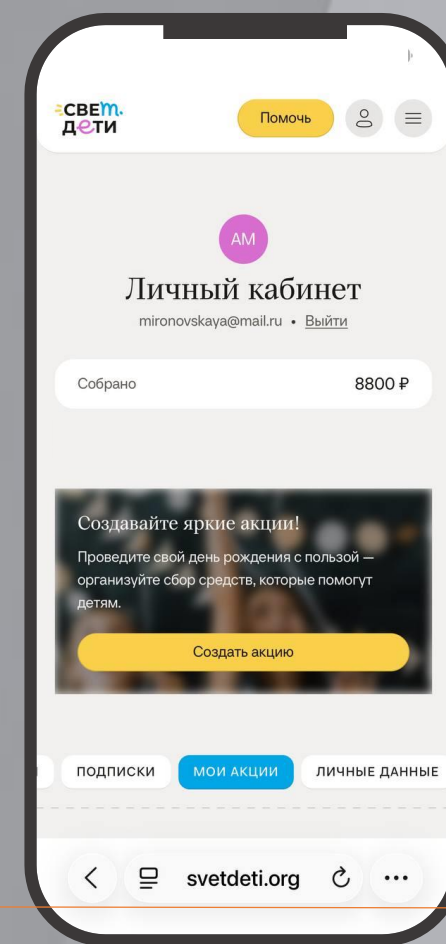 СВЕТ.
ДЕТИ
Помочь
АМ
Личный кабинет
mironovskaya@mail.ru • Выйти
Собрано 8800 ₽
Создавайте яркие акции!
Проведите свой день рождения с пользой —
организуйте сбор средств, которые помогут
детям.
Создать акцию
ПОДПИСКИ МОИ АКЦИИ ЛИЧНЫЕ ДАННЫЕ
svetdeti.org